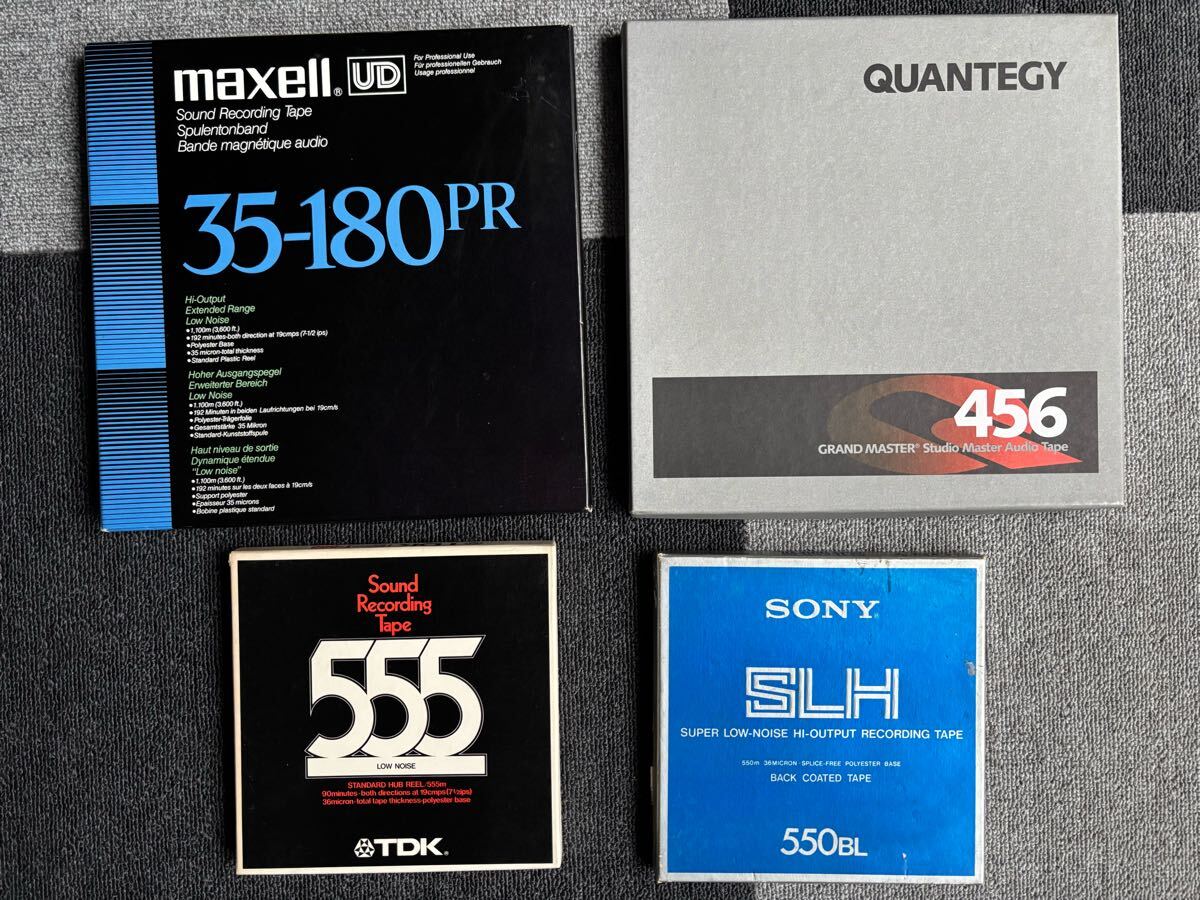 maxell® UD
For Professional Use
Für professionellen Gebrauch
Usage professionnel
Sound Recording Tape
Spulentonband
Bande magnétique audio
35-180PR
Hi-Output
Extended Range
Low Noise
•1,100m (3,600 ft.)
•192 minutes-both direction at 19cmps (7-1/2 ips)
•Polyester Base
•35 micron-total thickness
•Standard Plastic Reel
Hoher Ausgangspegel
Erweiterter Bereich
Low Noise
•1.100m (3.600 ft.)
•192 Minuten in beiden Laufrichtungen bei 19cm/s
•Polyester-Trägerfolie
•Gesamtstärke 35 Mikron
•Standard-Kunststoffspule
Haut niveau de sortie
Dynamique étendue
"Low noise"
•1.100m (3.600 ft.)
•192 minutes sur les deux faces à 19cm/s
•Support polyester
•Epaisseur 35 microns
•Bobine plastique standard
QUANTEGY
456
GRAND MASTER® Studio Master Audio Tape
Sound
Recording
Tape
555
LOW NOISE
STANDARD HUB REEL/555m
90minutes-both directions at 19cmps(7½ips)
36micron-total tape thickness-polyester base
TDK®
SONY
SLH
SUPER LOW-NOISE HI-OUTPUT RECORDING TAPE
550m 36MICRON·SPLICE-FREE POLYESTER BASE
BACK COATED TAPE
550BL